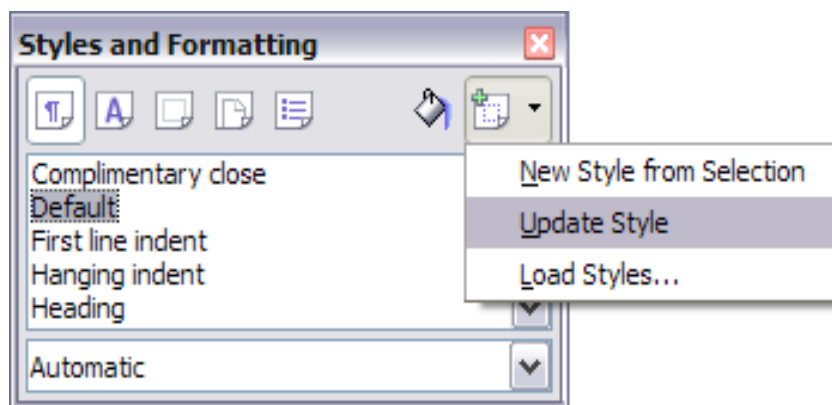 Styles and Formatting
Complimentary close
Default
First line indent
Hanging indent
Heading
Automatic
New Style from Selection
Update Style
Load Styles...